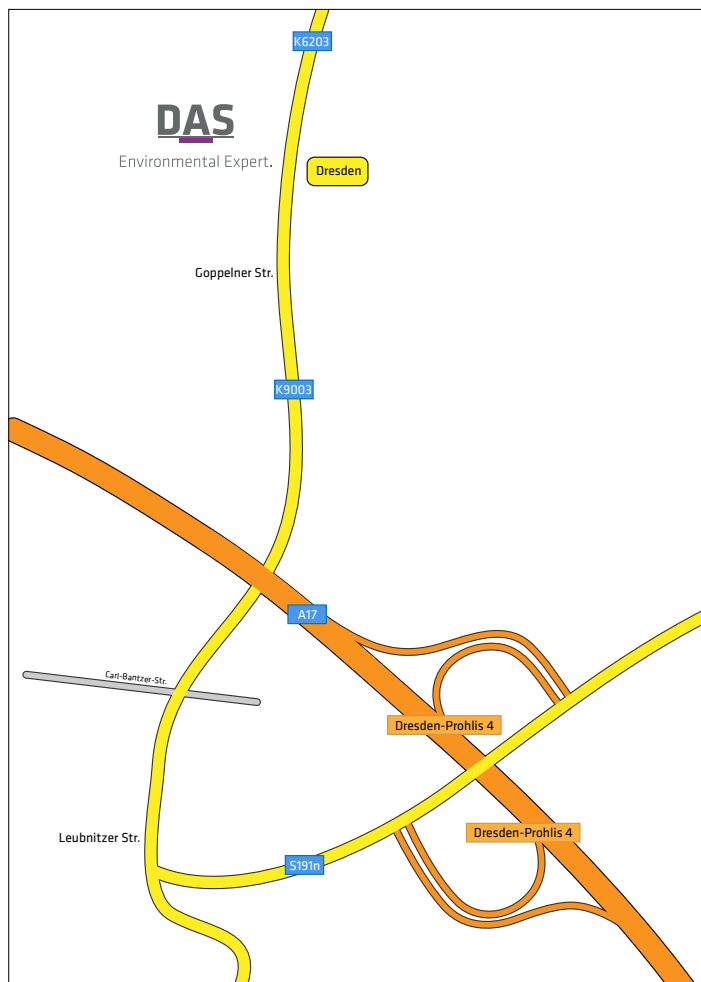 K6203
DAS
Environmental Expert.
Dresden
Goppelner Str.
K9003
A17
Carl-Bantzer-Str.
Dresden-Prohlis 4
Dresden-Prohlis 4
Leubnitzer Str.
S191n